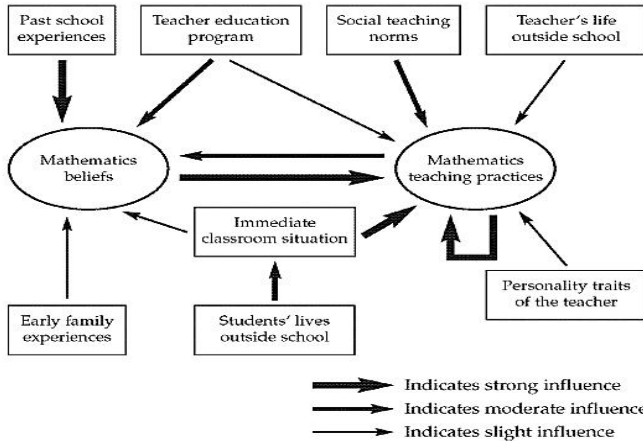 Past school
experiences
Teacher education
program
Social teaching
norms
Teacher's life
outside school
Mathematics
beliefs
Mathematics
teaching practices
Immediate
classroom situation
Early family
experiences
Students' lives
outside school
Personality traits
of the teacher
Indicates strong influence
Indicates moderate influence
Indicates slight influence